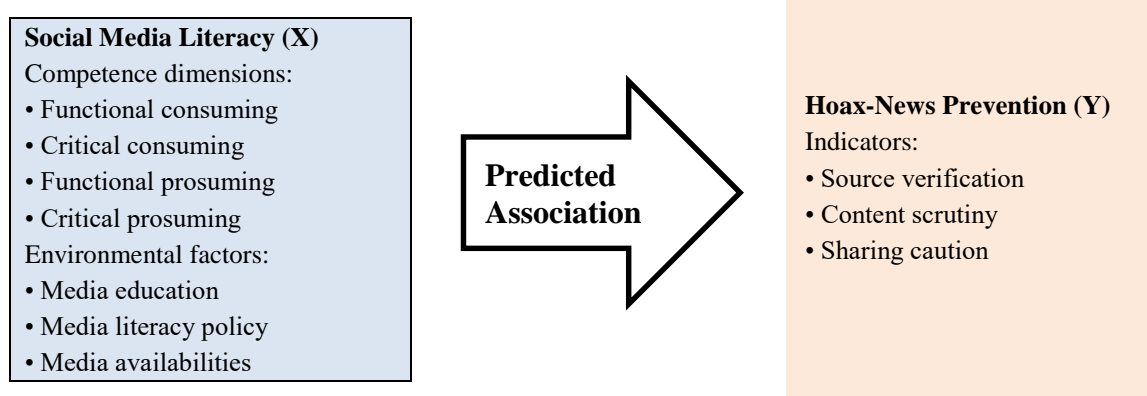 Social Media Literacy (X)
Competence dimensions:
• Functional consuming
• Critical consuming
• Functional prosuming
• Critical prosuming
Environmental factors:
• Media education
• Media literacy policy
• Media availabilities
Predicted
Association
Hoax-News Prevention (Y)
Indicators:
• Source verification
• Content scrutiny
• Sharing caution